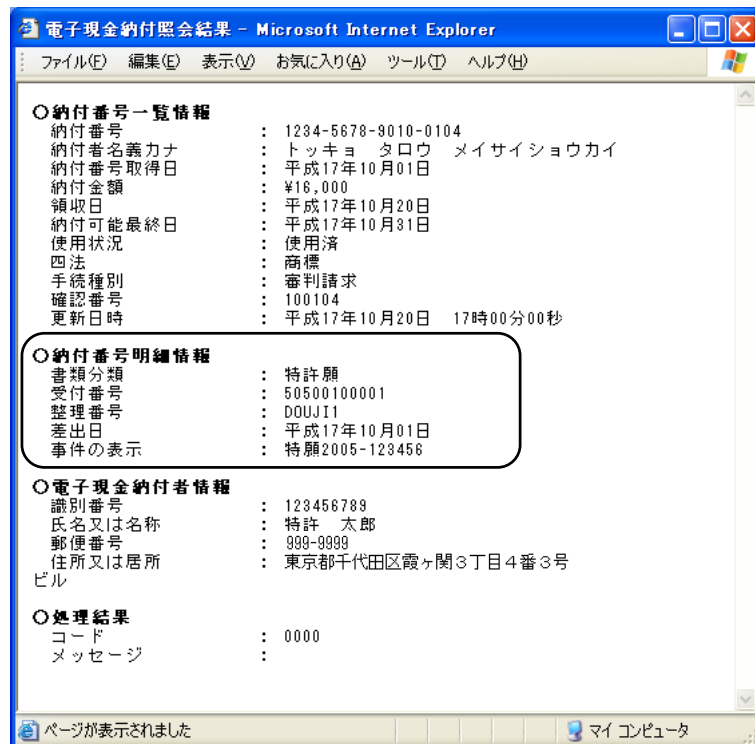 電子現金納付照会結果 - Microsoft Internet Explorer
ファイル(F) 編集(E) 表示(V) お気に入り(A) ツール(T) ヘルプ(H)
○納付番号一覧情報
納付番号 : 1234-5678-9010-0104
納付者名義カナ : トッキョ タロウ メイサイショウカイ
納付番号取得日 : 平成17年10月01日
納付金額 : ¥16,000
領収日 : 平成17年10月20日
納付可能最終日 : 平成17年10月31日
使用状況 : 使用済
四法 : 商標
手続種別 : 審判請求
確認番号 : 100104
更新日時 : 平成17年10月20日 17時00分00秒
○納付番号明細情報
書類分類 : 特許願
受付番号 : 50500100001
整理番号 : DOUJI1
差出日 : 平成17年10月01日
事件の表示 : 特願2005-123456
○電子現金納付者情報
識別番号 : 123456789
氏名又は名称 : 特許 太郎
郵便番号 : 999-9999
住所又は居所 : 東京都千代田区霞ヶ関3丁目4番3号
ビル
○処理結果
コード : 0000
メッセージ :
ページが表示されました
マイ コンピュータ